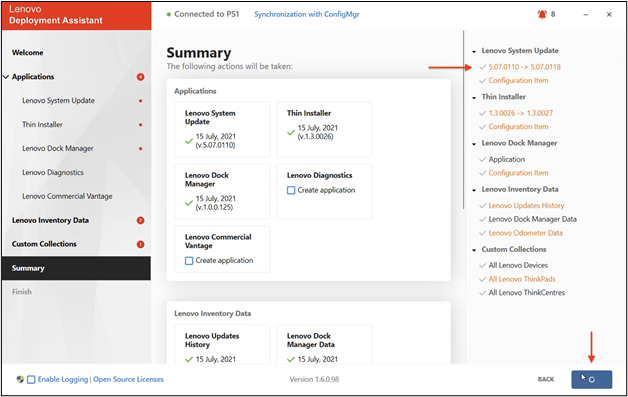 Lenovo
Deployment Assistant
Connected to PS1
Synchronization with ConfigMgr
8
Welcome
Applications 4
Lenovo System Update
Thin Installer
Lenovo Dock Manager
Lenovo Diagnostics
Lenovo Commercial Vantage
Lenovo Inventory Data 2
Custom Collections 1
Summary
Finish
Summary
The following actions will be taken:
Applications
Lenovo System
Update
15 July, 2021
(v.5.07.0110)
Thin Installer
15 July, 2021
(v.1.3.0026)
Lenovo Dock
Manager
15 July, 2021
(v.1.0.0.125)
Lenovo Diagnostics
Create application
Lenovo Commercial
Vantage
Create application
Lenovo Inventory Data
Lenovo Updates
History
15 July, 2021
Lenovo Dock
Manager Data
15 July, 2021
Lenovo System Update
5.07.0110 -> 5.07.0118
Configuration Item
Thin Installer
1.3.0026 -> 1.3.0027
Configuration Item
Lenovo Dock Manager
Application
Configuration Item
Lenovo Inventory Data
Lenovo Updates History
Lenovo Dock Manager Data
Lenovo Odometer Data
Custom Collections
All Lenovo Devices
All Lenovo ThinkPads
All Lenovo ThinkCentres
Enable Logging | Open Source Licenses
Version 1.6.0.98
BACK